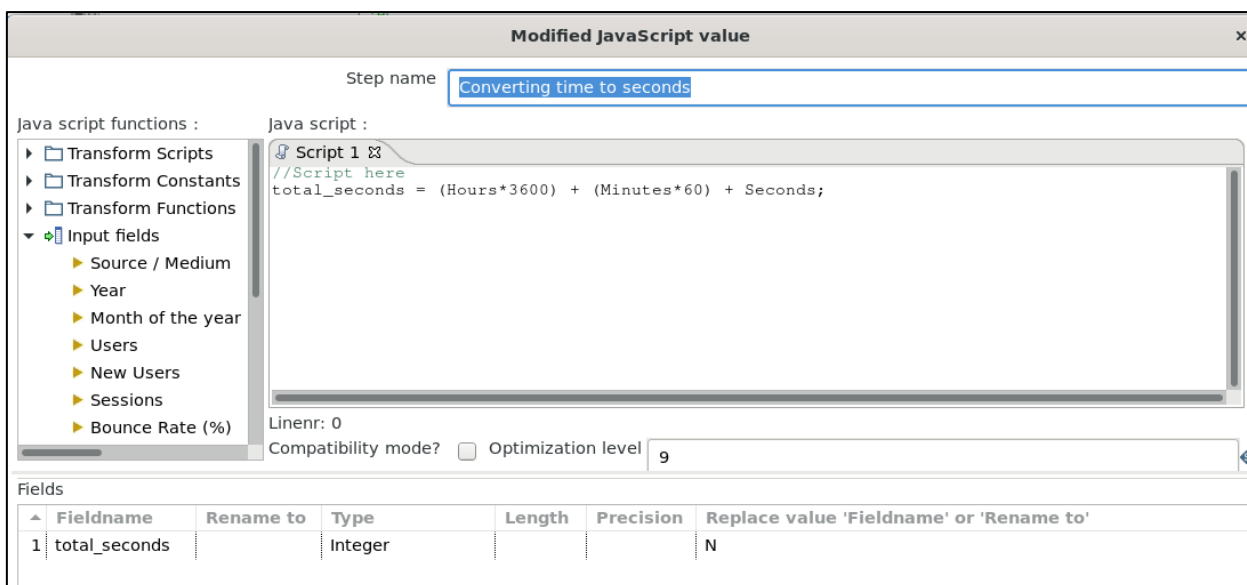 Modified JavaScript value
Step name Converting time to seconds
Java script functions :
Transform Scripts
Transform Constants
Transform Functions
Input fields
Source / Medium
Year
Month of the year
Users
New Users
Sessions
Bounce Rate (%)
Java script :
Script 1
//Script here
total_seconds = (Hours*3600) + (Minutes*60) + Seconds;
Linenr: 0
Compatibility mode? Optimization level 9
Fields
Fieldname Rename to Type Length Precision Replace value 'Fieldname' or 'Rename to'
1 total_seconds Integer N